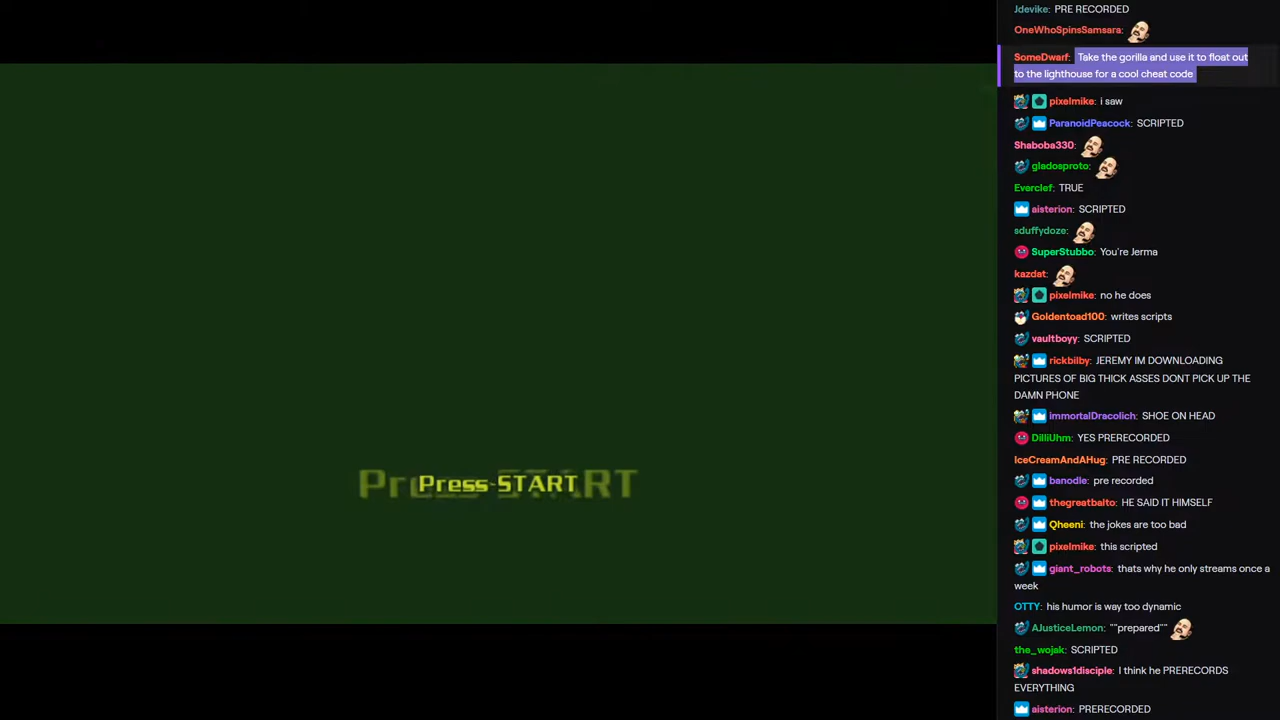 Press START
Jdevike: PRE RECORDED
OneWhoSpinsSamsara:
SomeDwarf: Take the gorilla and use it to float out
to the lighthouse for a cool cheat code
pixelmike: i saw
ParanoidPeacock: SCRIPTED
Shaboba330:
gladosproto:
Everclef: TRUE
aisterion: SCRIPTED
sduffydoze:
SuperStubbo: You're Jerma
kazdat:
pixelmike: no he does
Goldentoad100: writes scripts
vaultboyy: SCRIPTED
rickbilby: JEREMY IM DOWNLOADING
PICTURES OF BIG THICK ASSES DONT PICK UP THE
DAMN PHONE
immortalDracolich: SHOE ON HEAD
DilliUhm: YES PRERECORDED
IceCreamAndAHug: PRE RECORDED
banodle: pre recorded
thegreatbalto: HE SAID IT HIMSELF
Qheeni: the jokes are too bad
pixelmike: this scripted
giant_robots: thats why he only streams once a
week
OTTY: his humor is way too dynamic
AJusticeLemon: ""prepared""
the_wojak: SCRIPTED
shadows1disciple: I think he PRERECORDS
EVERYTHING
aisterion: PRERECORDED